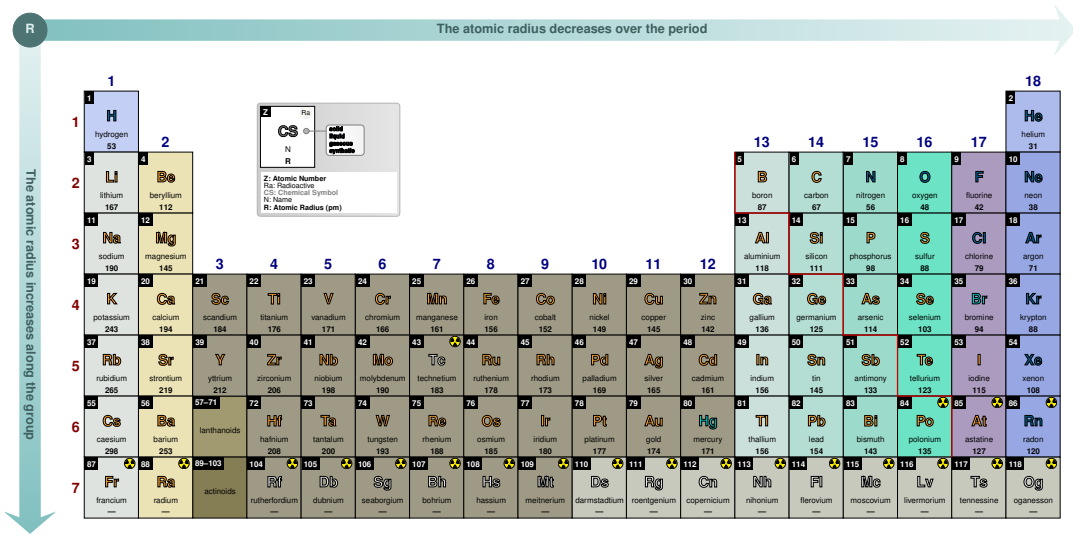 R
The atomic radius decreases over the period
The atomic radius increases along the group
1
18
1
1
H
hydrogen
53
2
He
helium
31
Z
Ra
CS
N
R
solid
liquid
gaseous
synthetic
Z: Atomic Number
Ra: Radioactive
CS: Chemical Symbol
N: Name
R: Atomic Radius (pm)
2
13
14
15
16
17
2
3
Li
lithium
167
4
Be
beryllium
112
5
B
boron
87
6
C
carbon
67
7
N
nitrogen
56
8
O
oxygen
48
9
F
fluorine
42
10
Ne
neon
38
3
11
Na
sodium
190
12
Mg
magnesium
145
13
Al
aluminium
118
14
Si
silicon
111
15
P
phosphorus
98
16
S
sulfur
88
17
Cl
chlorine
79
18
Ar
argon
71
3
4
5
6
7
8
9
10
11
12
4
19
K
potassium
243
20
Ca
calcium
194
21
Sc
scandium
184
22
Ti
titanium
176
23
V
vanadium
171
24
Cr
chromium
166
25
Mn
manganese
161
26
Fe
iron
156
27
Co
cobalt
152
28
Ni
nickel
149
29
Cu
copper
145
30
Zn
zinc
142
31
Ga
gallium
136
32
Ge
germanium
125
33
As
arsenic
114
34
Se
selenium
103
35
Br
bromine
94
36
Kr
krypton
88
5
37
Rb
rubidium
265
38
Sr
strontium
219
39
Y
yttrium
212
40
Zr
zirconium
206
41
Nb
niobium
198
42
Mo
molybdenum
190
43
Tc
technetium
183
44
Ru
ruthenium
178
45
Rh
rhodium
173
46
Pd
palladium
169
47
Ag
silver
165
48
Cd
cadmium
161
49
In
indium
156
50
Sn
tin
145
51
Sb
antimony
133
52
Te
tellurium
123
53
I
iodine
115
54
Xe
xenon
108
6
55
Cs
caesium
298
56
Ba
barium
253
57–71
lanthanoids
72
Hf
hafnium
208
73
Ta
tantalum
200
74
W
tungsten
193
75
Re
rhenium
188
76
Os
osmium
185
77
Ir
iridium
180
78
Pt
platinum
177
79
Au
gold
174
80
Hg
mercury
171
81
Tl
thallium
156
82
Pb
lead
154
83
Bi
bismuth
143
84
Po
polonium
135
85
At
astatine
127
86
Rn
radon
120
7
87
Fr
francium
—
88
Ra
radium
—
89–103
actinoids
104
Rf
rutherfordium
—
105
Db
dubnium
—
106
Sg
seaborgium
—
107
Bh
bohrium
—
108
Hs
hassium
—
109
Mt
meitnerium
—
110
Ds
darmstadtium
—
111
Rg
roentgenium
—
112
Cn
copernicium
—
113
Nh
nihonium
—
114
Fl
flerovium
—
115
Mc
moscovium
—
116
Lv
livermorium
—
117
Ts
tennessine
—
118
Og
oganesson
—